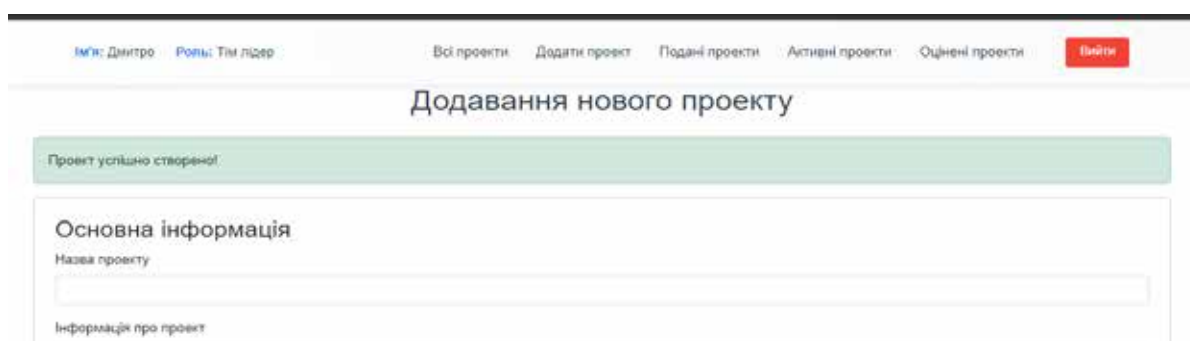 Ім'я: Дмитро Роль: Тім лідер Всі проекти Додати проект Подані проекти Активні проекти Оцінені проекти Вийти
Додавання нового проекту
Проект успішно створено!
Основна інформація
Назва проекту
Інформація про проект